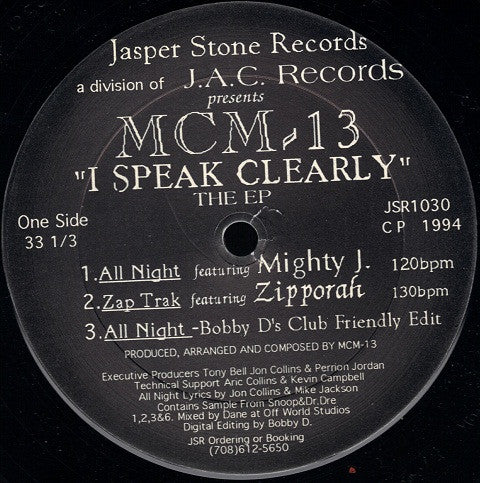 Jasper Stone Records
a division of J.A.C. Records
presents
MCM-13
"I SPEAK CLEARLY"
THE EP
One Side
33 1/3
JSR1030
C P 1994
1.All Night featuring Mighty J. 120bpm
2.Zap Trak featuring Zipporah 130bpm
3.All Night -Bobby D's Club Friendly Edit
PRODUCED, ARRANGED AND COMPOSED BY MCM-13
Executive Producers Tony Bell Jon Collins & Perrion Jordan
Technical Support Aric Collins & Kevin Campbell
All Night Lyrics by Jon Collins & Mike Jackson
Contains Sample From Snoop&Dr.Dre
1,2,3&6. Mixed by Dane at Off World Studios
Digital Editing by Bobby D.
JSR Ordering or Booking
(708)612-5650